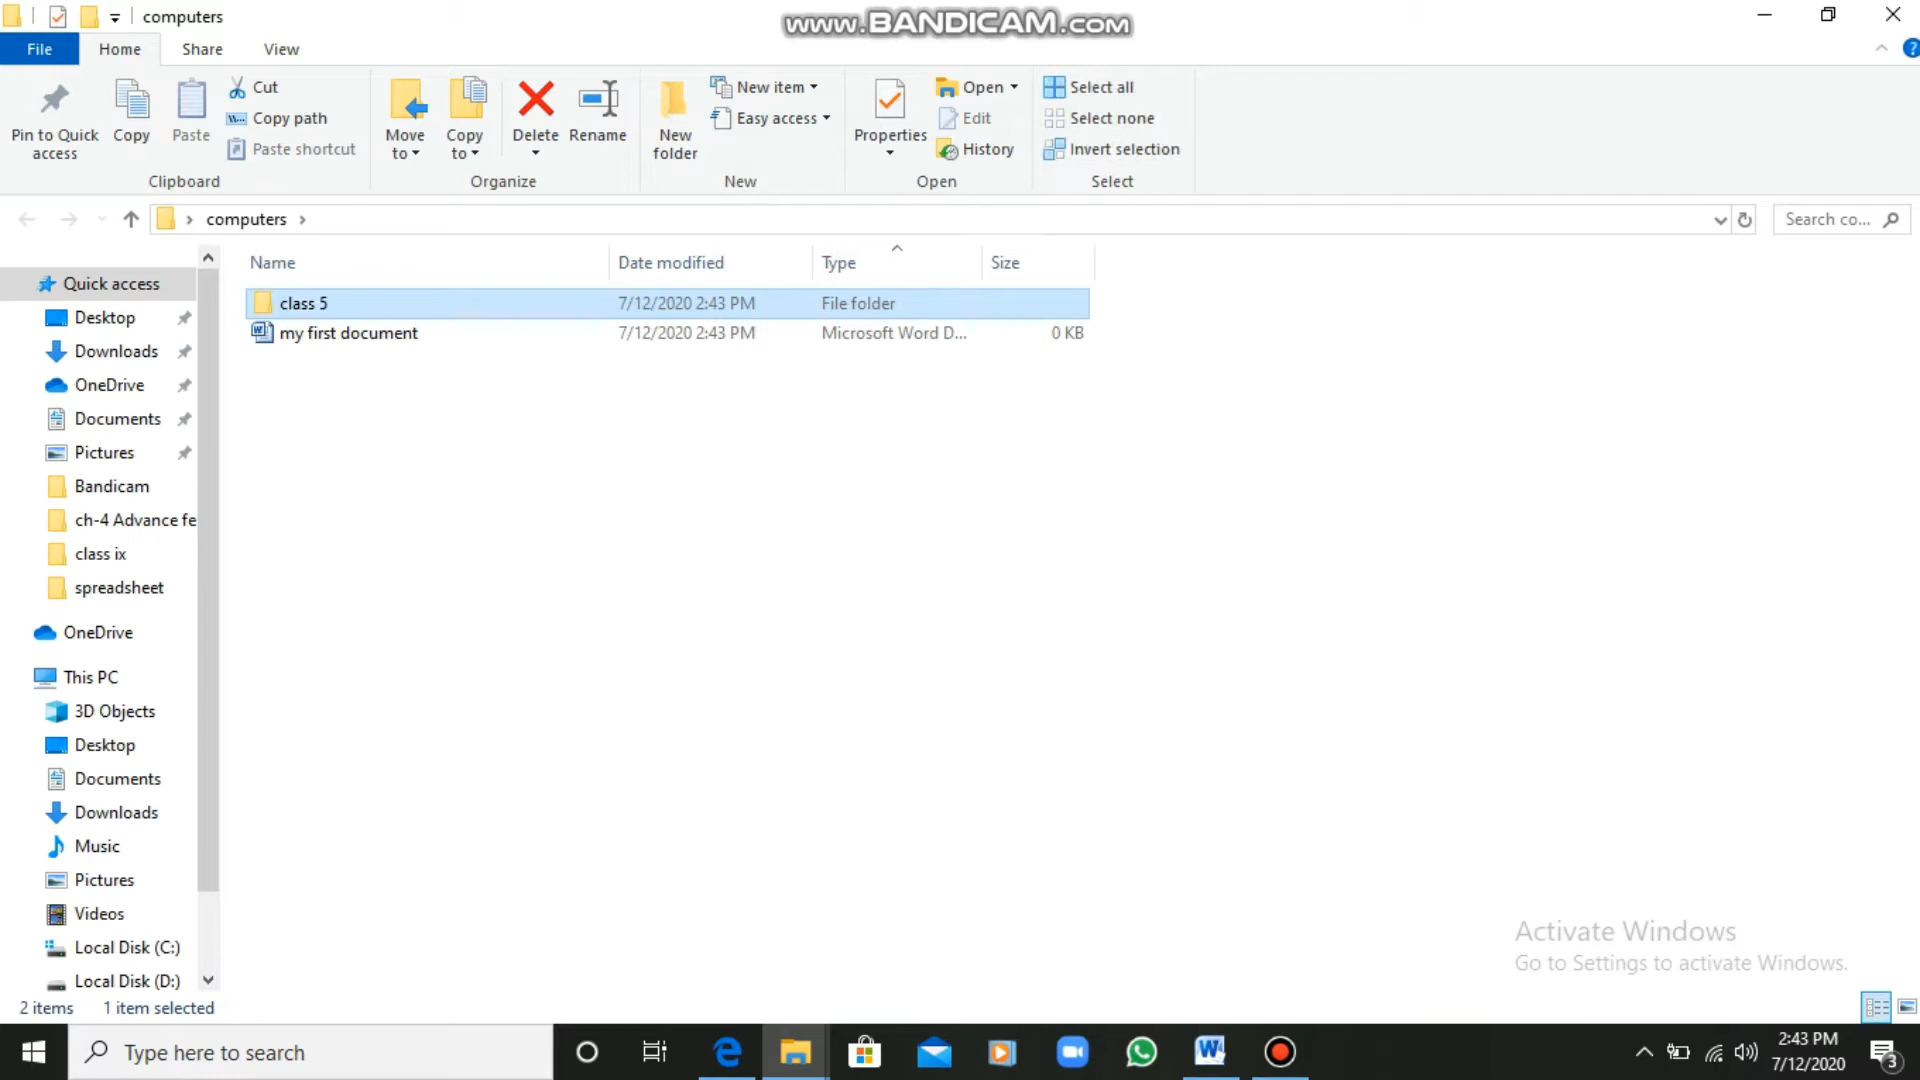 computers
www.BANDICAM.com
File Home Share View
Pin to Quick access
Copy
Paste
Cut
Copy path
Paste shortcut
Clipboard
Move to
Copy to
Delete
Rename
Organize
New folder
New item
Easy access
New
Properties
Open
Edit
History
Open
Select all
Select none
Invert selection
Select
computers
Search co...
Name Date modified Type Size
class 5 7/12/2020 2:43 PM File folder
my first document 7/12/2020 2:43 PM Microsoft Word D... 0 KB
Quick access
Desktop
Downloads
OneDrive
Documents
Pictures
Bandicam
ch-4 Advance fe
class ix
spreadsheet
OneDrive
This PC
3D Objects
Desktop
Documents
Downloads
Music
Pictures
Videos
Local Disk (C:)
Local Disk (D:)
Activate Windows
Go to Settings to activate Windows.
2 items 1 item selected
Type here to search
2:43 PM
7/12/2020
3